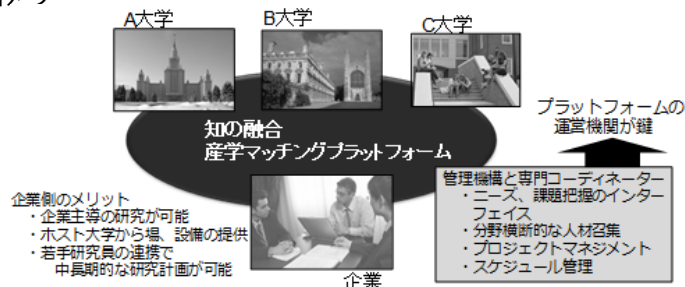 A大学
B大学
C大学
知の融合
産学マッチングプラットフォーム
プラットフォームの
運営機関が鍵
管理機構と専門コーディネーター
・ニーズ、課題把握のインター
フェイス
・分野横断的な人材召集
・プロジェクトマネジメント
・スケジュール管理
企業側のメリット
・企業主導の研究が可能
・ホスト大学から場、設備の提供
・若手研究員の連携で
中長期的な研究計画が可能
企業